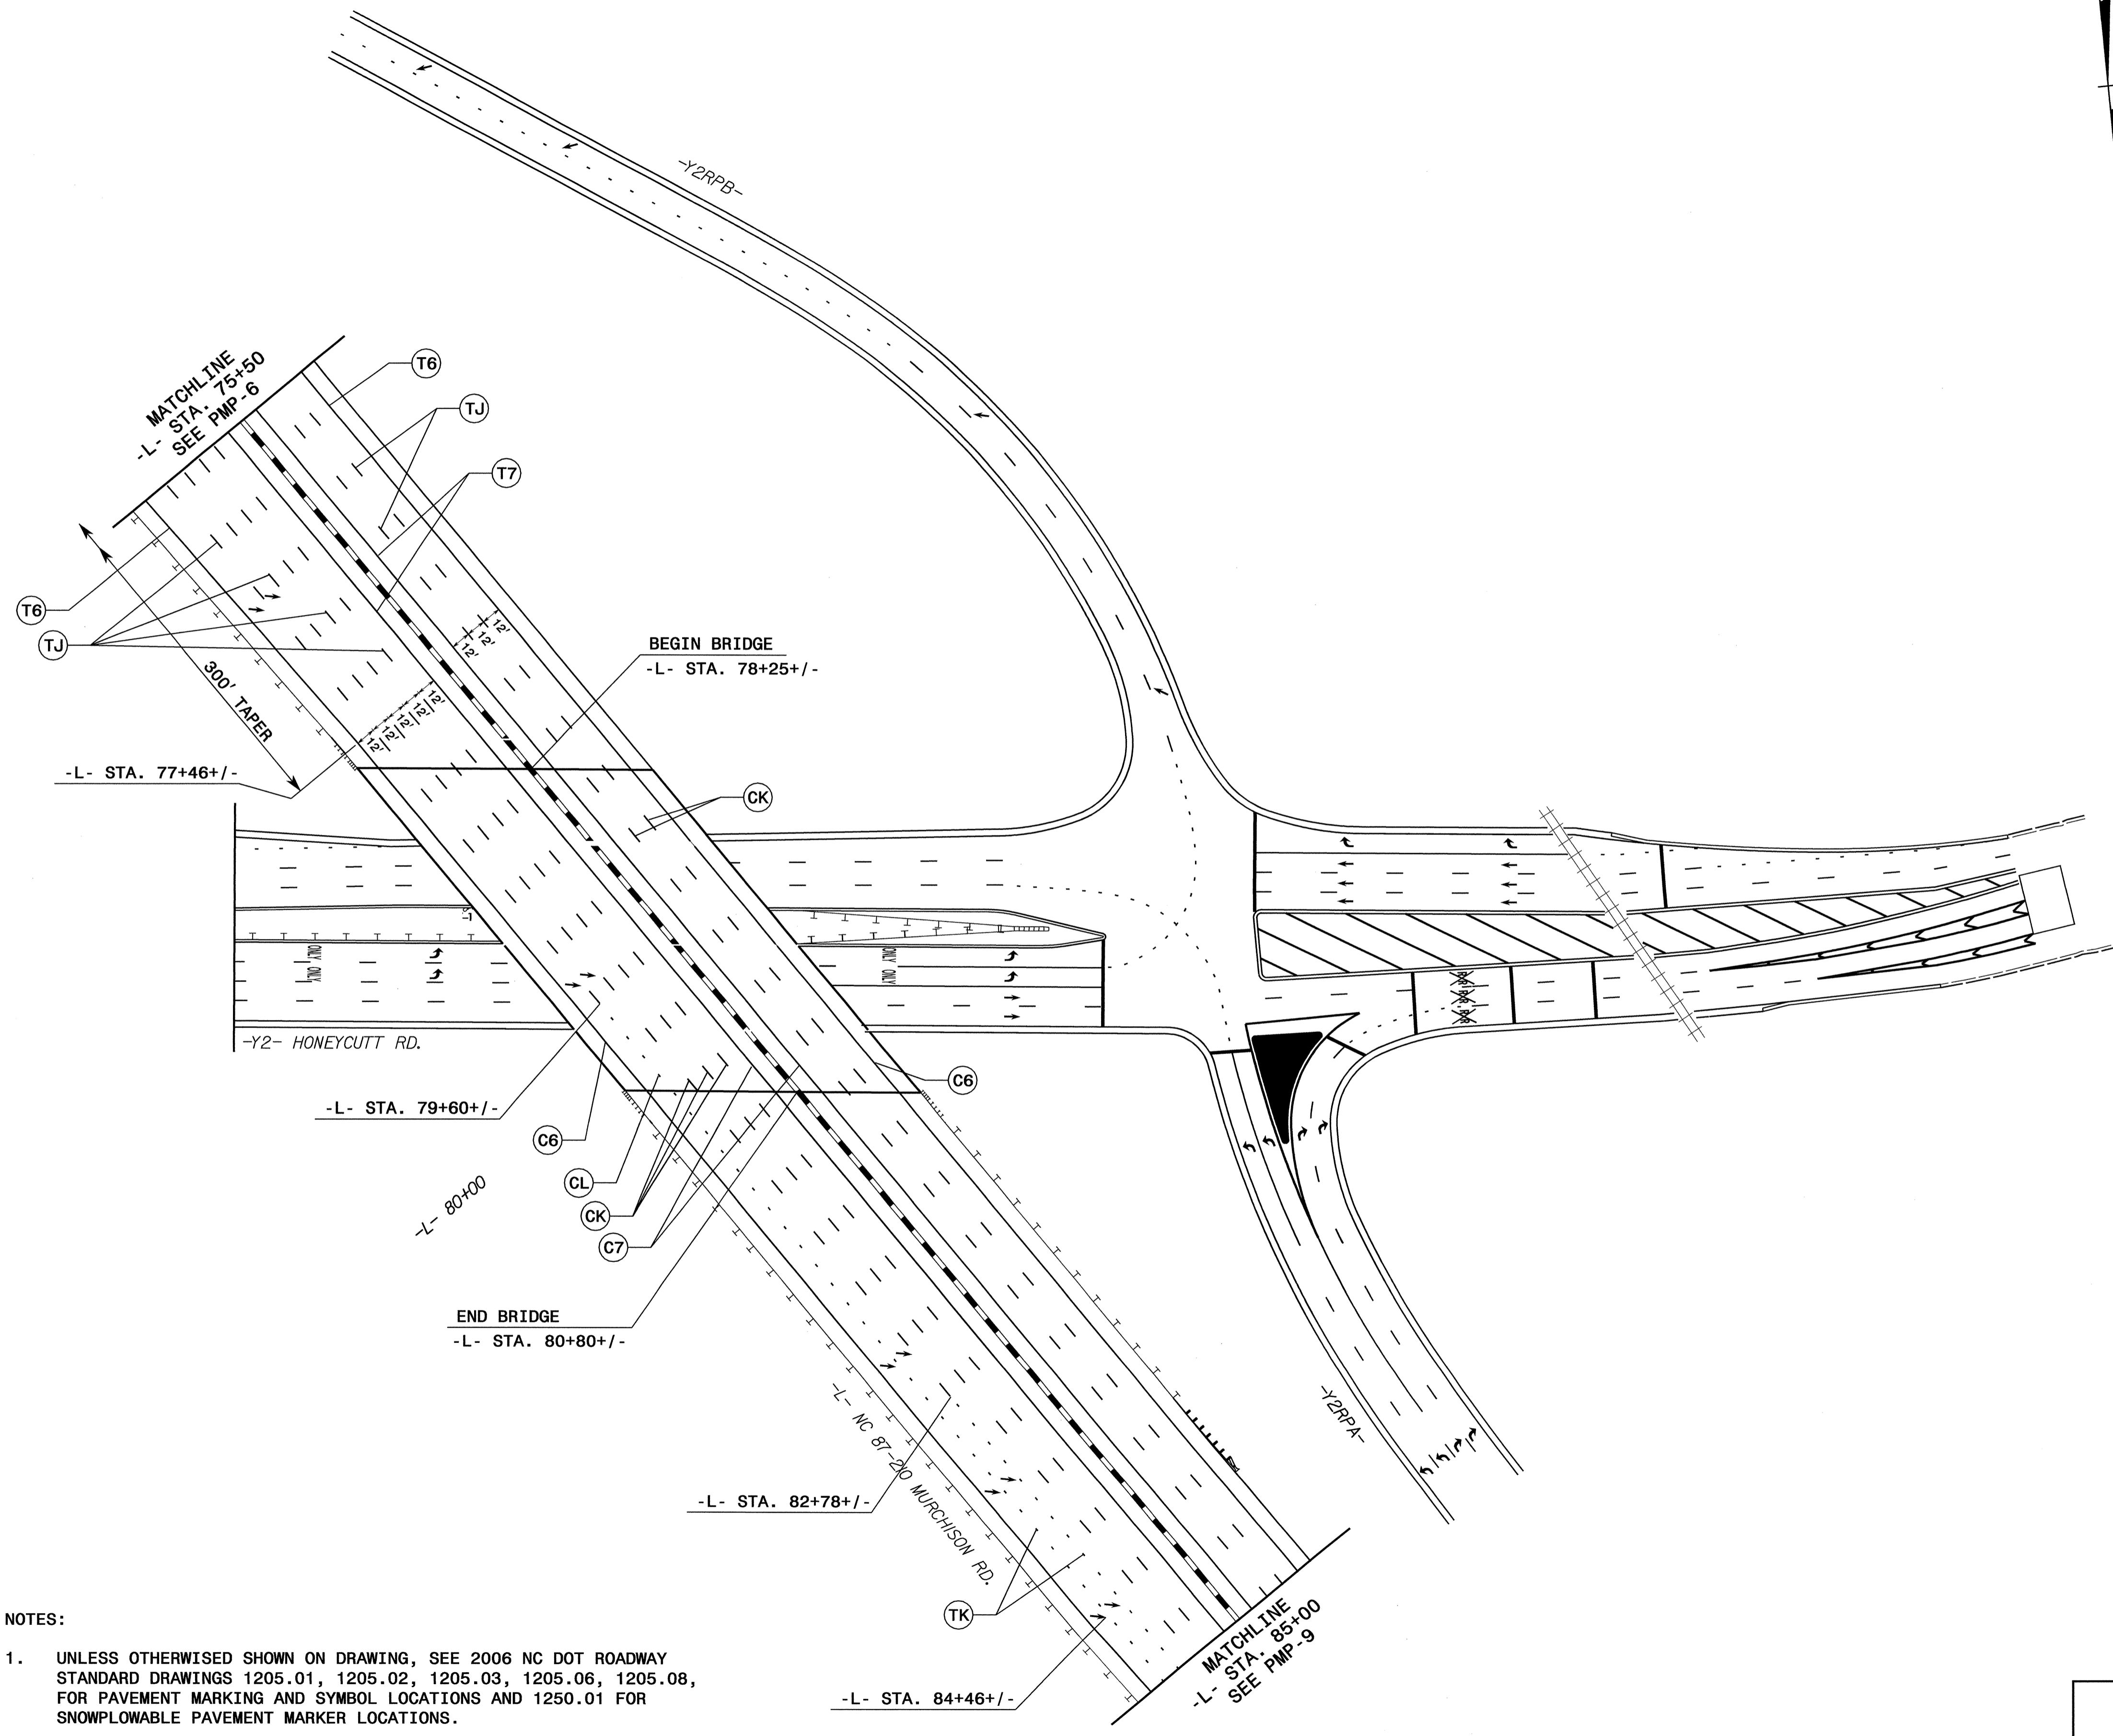 -Y2RPB-
MATCHLINE
-L- STA. 75+50
SEE PMP-6
T6
TJ
T7
T6
TJ
12'
12'
12'
BEGIN BRIDGE
-L- STA. 78+25+/-
300' TAPER
12'
12'
12'
12'
12'
-L- STA. 77+46+/-
CK
ONLY ONLY
ONLY ONLY
RXR
RXR
RXR
-Y2- HONEYCUTT RD.
C6
-L- STA. 79+60+/-
C6
CL
-L- 80+00
CK
C7
END BRIDGE
-L- STA. 80+80+/-
-L- NC 87-210 MURCHISON RD.
-Y2RPA-
-L- STA. 82+78+/-
TK
MATCHLINE
-L- STA. 85+00
SEE PMP-9
-L- STA. 84+46+/-
NOTES:
1. UNLESS OTHERWISED SHOWN ON DRAWING, SEE 2006 NC DOT ROADWAY
STANDARD DRAWINGS 1205.01, 1205.02, 1205.03, 1205.06, 1205.08,
FOR PAVEMENT MARKING AND SYMBOL LOCATIONS AND 1250.01 FOR
SNOWPLOWABLE PAVEMENT MARKER LOCATIONS.